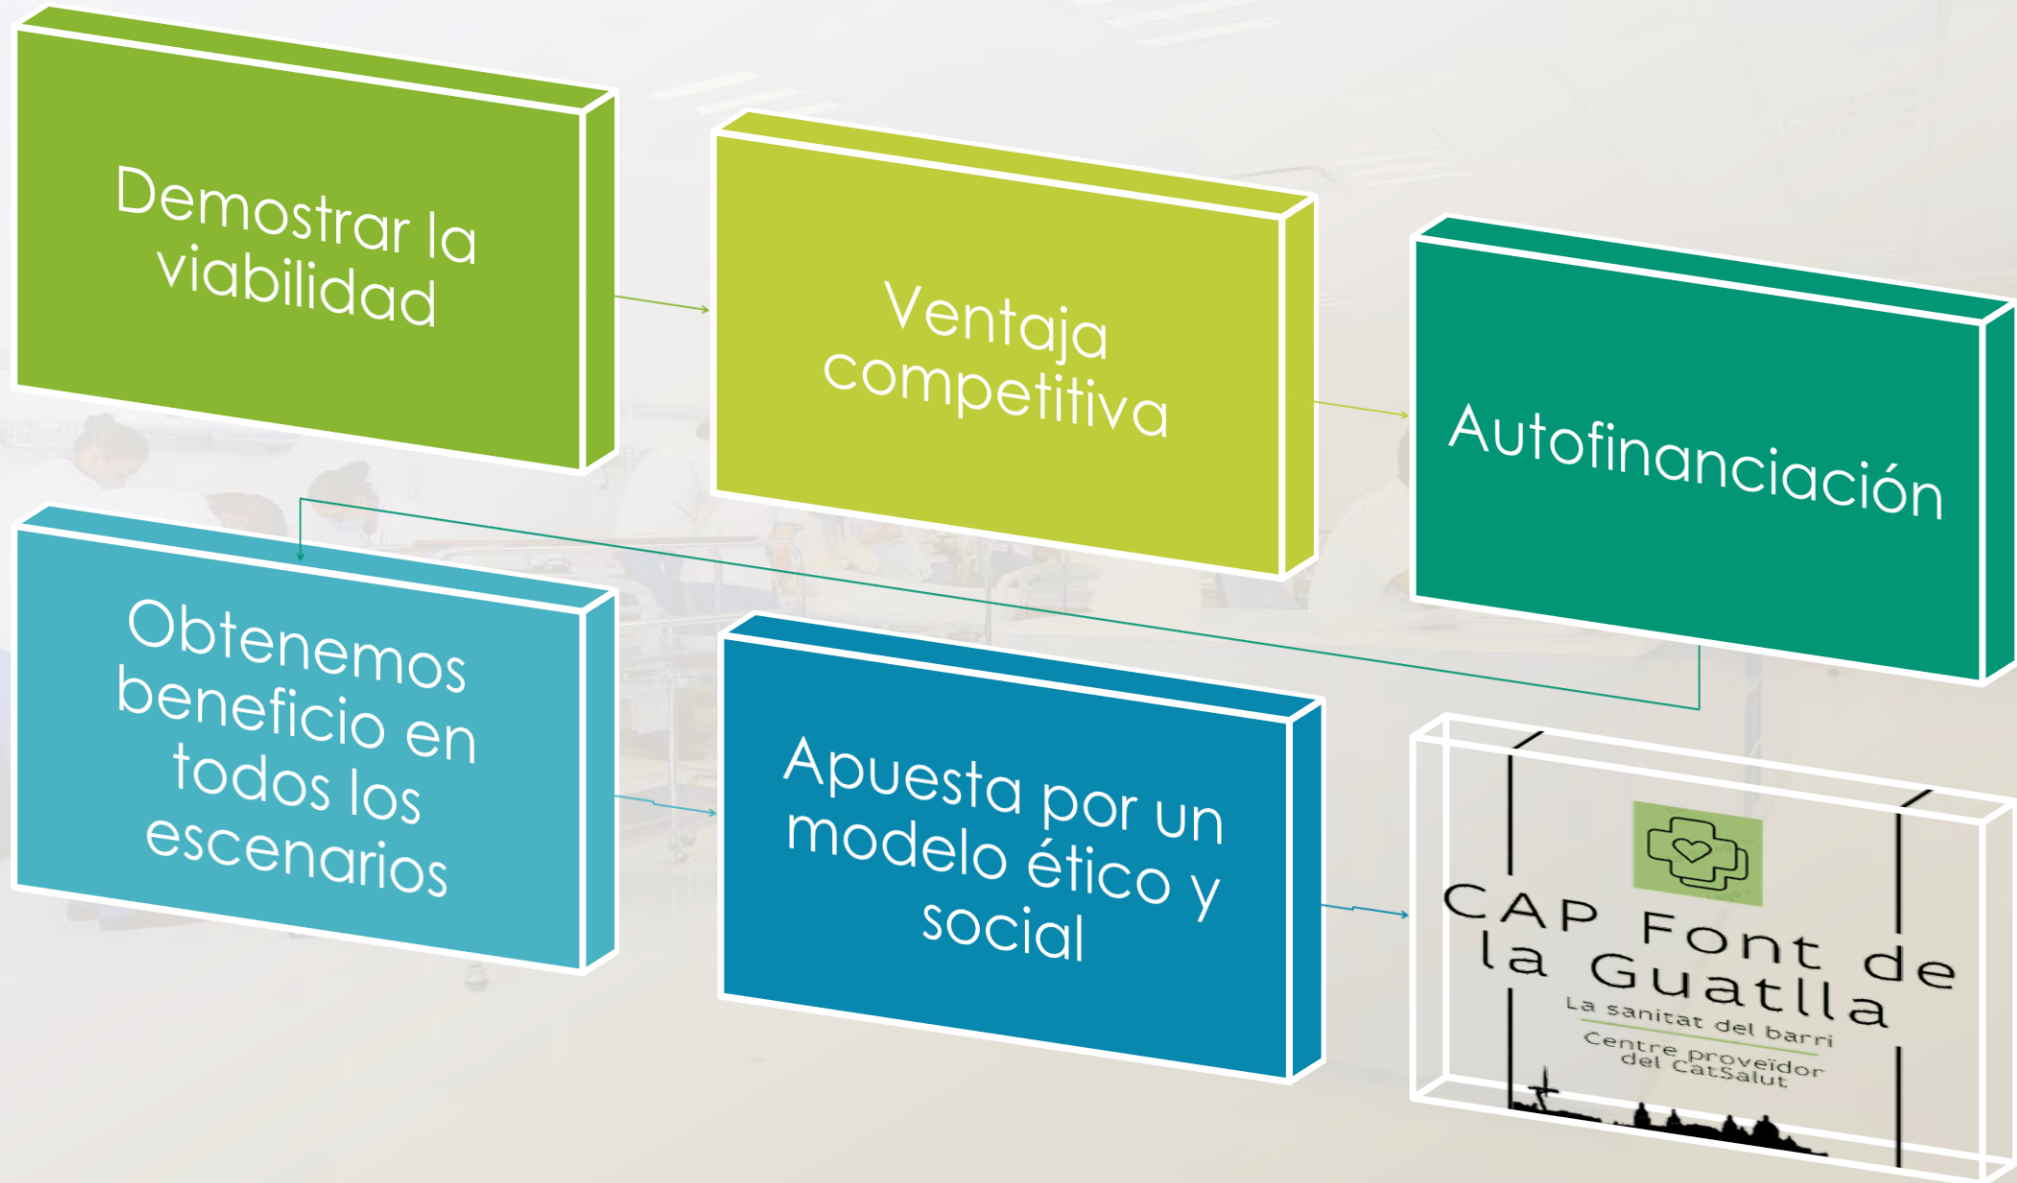 Demostrar la
viabilidad
Ventaja
competitiva
Autofinanciación
Obtenemos
beneficio en
todos los
escenarios
Apuesta por un
modelo ético y
social
CAP Font de
la Guatlla
La sanitat del barri
Centre proveïdor
del CatSalut